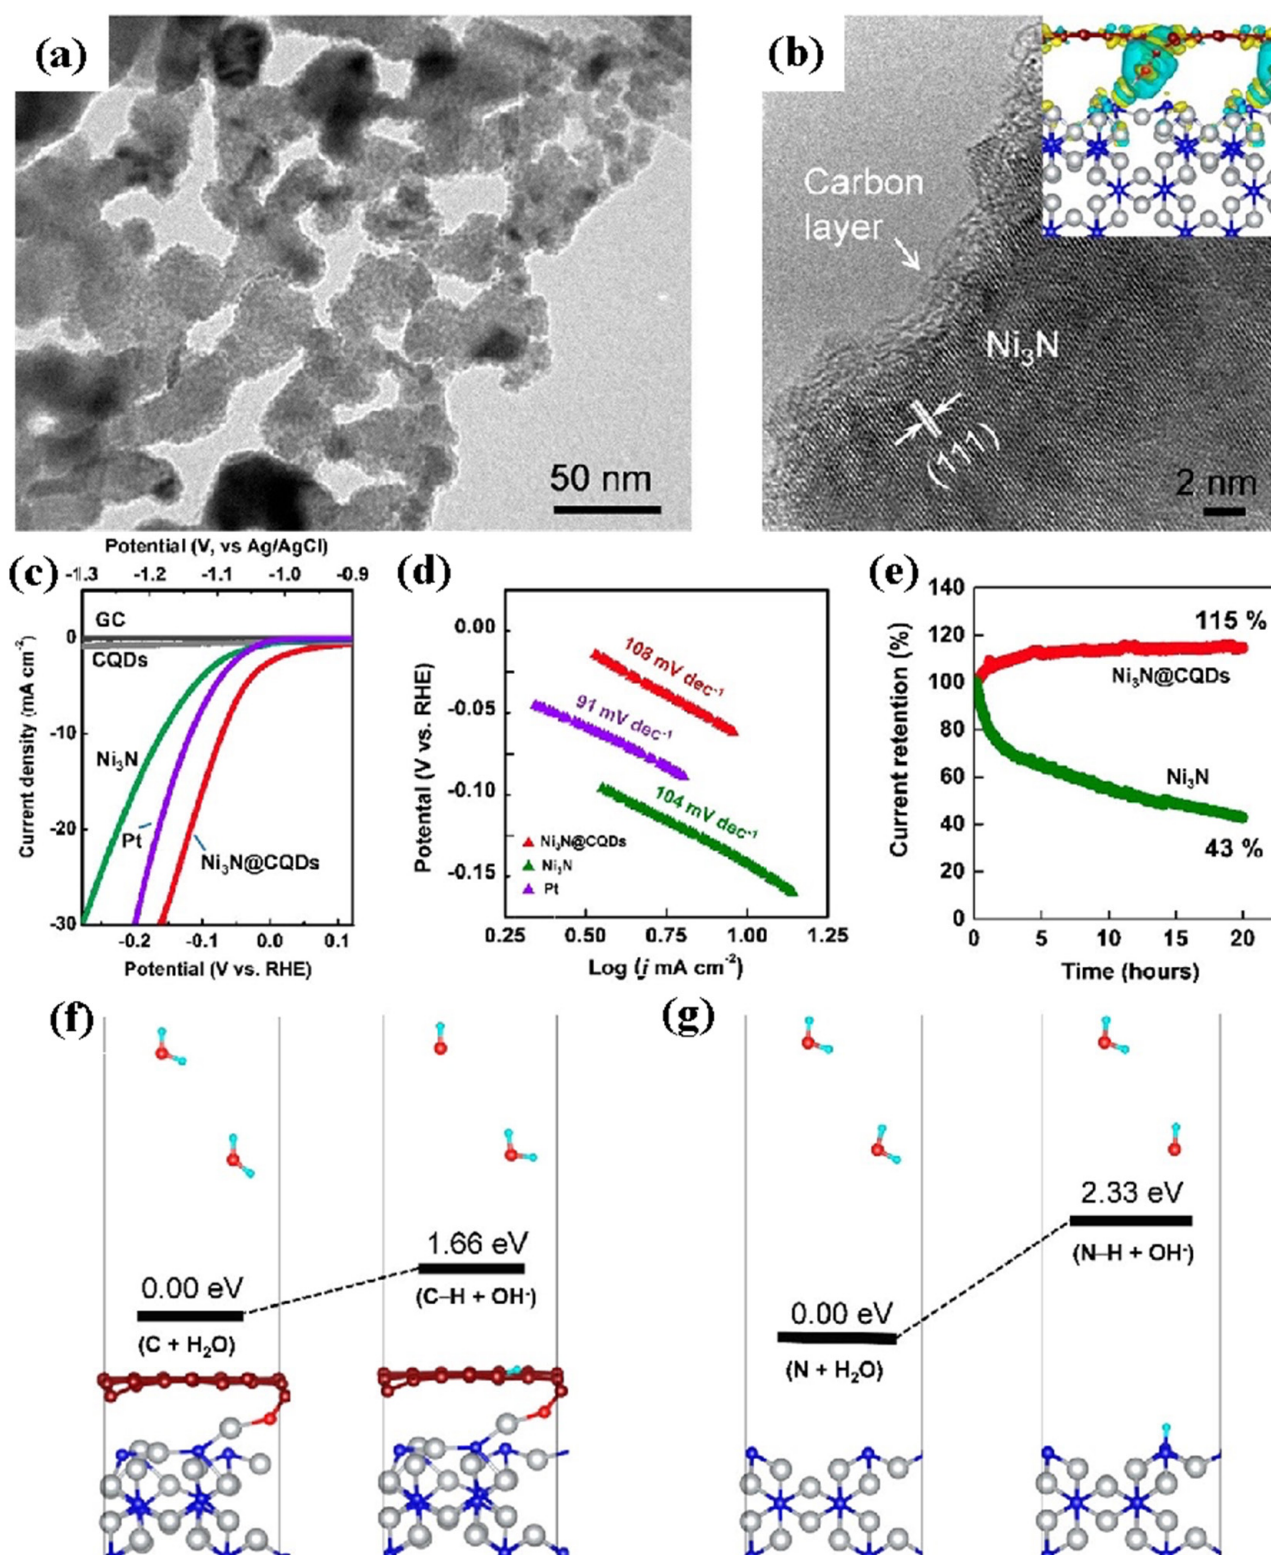 (a)
50 nm
(b)
Carbon
layer
Ni₃N
(111)
2 nm
(c)
Potential (V, vs Ag/AgCl)
-1.3 -1.2 -1.1 -1.0 -0.9
GC
CQDs
Ni₃N
Pt
Ni₃N@CQDs
0
-10
-20
-30
Current density (mA cm⁻²)
-0.2 -0.1 0.0 0.1
Potential (V vs. RHE)
(d)
0.00
-0.05
-0.10
-0.15
Potental (V vs. RHE)
108 mV dec⁻¹
91 mV dec⁻¹
104 mV dec⁻¹
Ni₃N@CQDs
Ni₃N
Pt
0.25 0.50 0.75 1.00 1.25
Log (j mA cm⁻²)
(e)
140
120
100
80
60
40
20
0
Current retention (%)
115 %
Ni₃N@CQDs
Ni₃N
43 %
0 5 10 15 20
Time (hours)
(f)
0.00 eV
(C + H₂O)
1.66 eV
(C–H + OH⁻)
(g)
0.00 eV
(N + H₂O)
2.33 eV
(N–H + OH⁻)